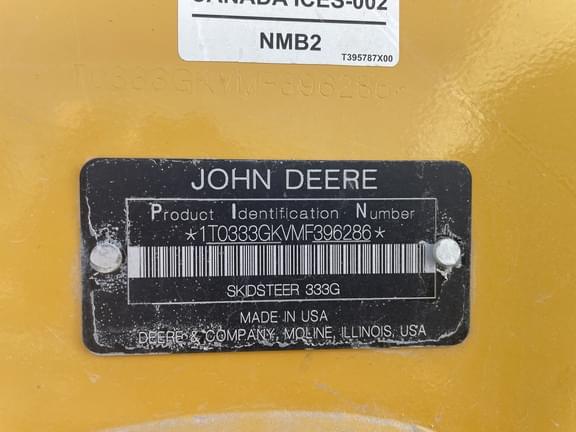 CANADA ICES-002
NMB2
T395787X00
JOHN DEERE
Product Identification Number
*1T0333GKVMF396286*
SKIDSTEER 333G
MADE IN USA
DEERE & COMPANY, MOLINE, ILLINOIS, USA